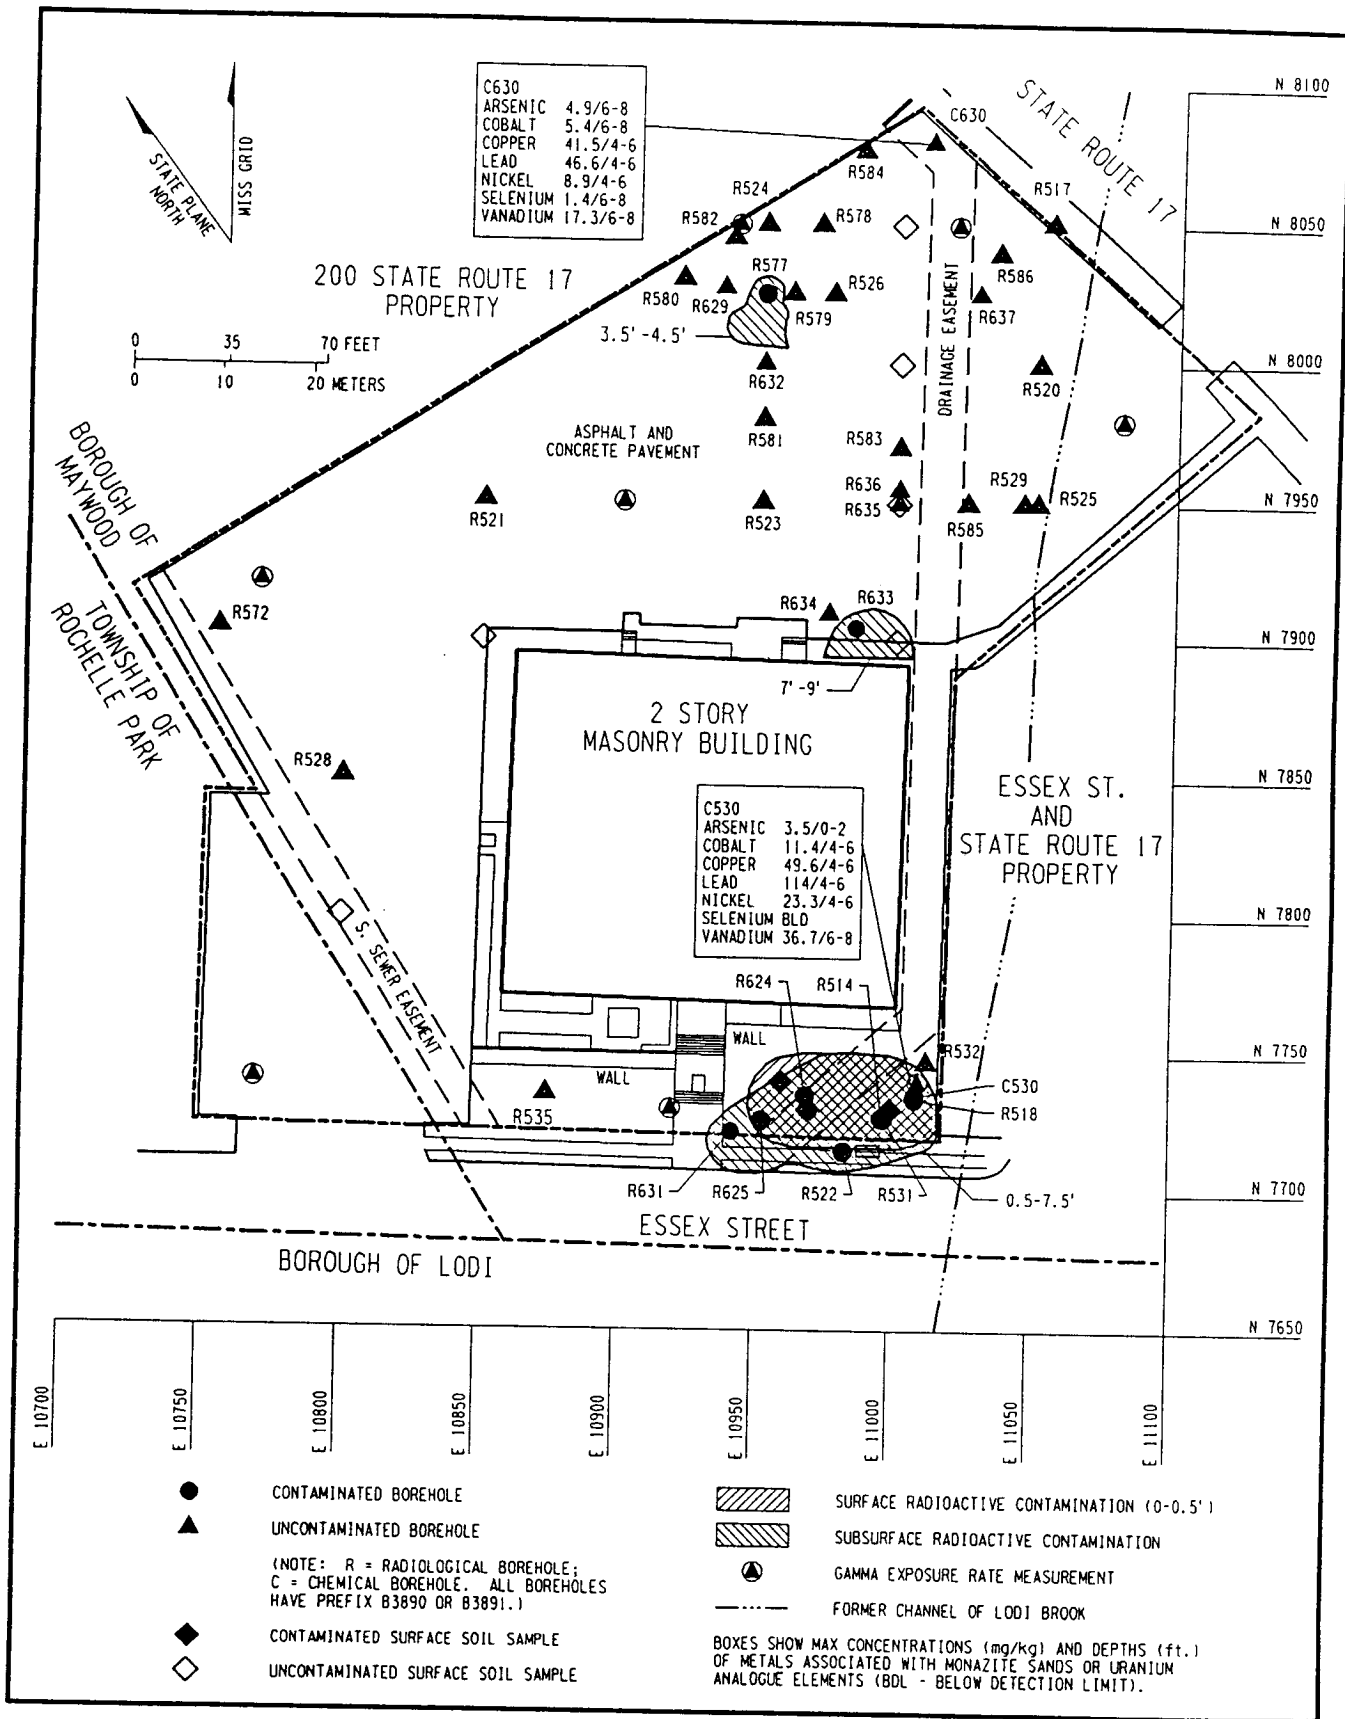 N 8100
STATE ROUTE 17
C630
ARSENIC 4.9/6-8
COBALT 5.4/6-8
COPPER 41.5/4-6
LEAD 46.6/4-6
NICKEL 8.9/4-6
SELENIUM 1.4/6-8
VANADIUM 17.3/6-8
C630
STATE PLANE
NORTH
MISS GRID
R584
R524
R517
R582
R578
N 8050
R577
R586
200 STATE ROUTE 17
PROPERTY
R580
R629
R526
R579
R637
3.5'-4.5'
0 35 70 FEET
0 10 20 METERS
DRAINAGE EASEMENT
N 8000
R632
R520
ASPHALT AND
CONCRETE PAVEMENT
R581
R583
BOROUGH OF
MAYWOOD
R636
R529
R521
R523
R635
R585
R525
N 7950
TOWNSHIP OF
ROCHELLE PARK
R572
R634
R633
N 7900
7'-9'
2 STORY
MASONRY BUILDING
R528
N 7850
ESSEX ST.
AND
STATE ROUTE 17
PROPERTY
C530
ARSENIC 3.5/0-2
COBALT 11.4/4-6
COPPER 49.6/4-6
LEAD 114/4-6
NICKEL 23.3/4-6
SELENIUM BLD
VANADIUM 36.7/6-8
N 7800
S. SEWER EASEMENT
R624
R514
WALL
R532
N 7750
WALL
R535
C530
R518
R631
R625
R522
R531
0.5-7.5'
N 7700
ESSEX STREET
BOROUGH OF LODI
N 7650
E 10700
E 10750
E 10800
E 10850
E 10900
E 10950
E 11000
E 11050
E 11100
CONTAMINATED BOREHOLE
UNCONTAMINATED BOREHOLE
(NOTE: R = RADIOLOGICAL BOREHOLE;
C = CHEMICAL BOREHOLE. ALL BOREHOLES
HAVE PREFIX B3890 OR B3891.)
CONTAMINATED SURFACE SOIL SAMPLE
UNCONTAMINATED SURFACE SOIL SAMPLE
SURFACE RADIOACTIVE CONTAMINATION (0-0.5')
SUBSURFACE RADIOACTIVE CONTAMINATION
GAMMA EXPOSURE RATE MEASUREMENT
FORMER CHANNEL OF LODI BROOK
BOXES SHOW MAX CONCENTRATIONS (mg/kg) AND DEPTHS (ft.)
OF METALS ASSOCIATED WITH MONAZITE SANDS OR URANIUM
ANALOGUE ELEMENTS (BDL - BELOW DETECTION LIMIT).